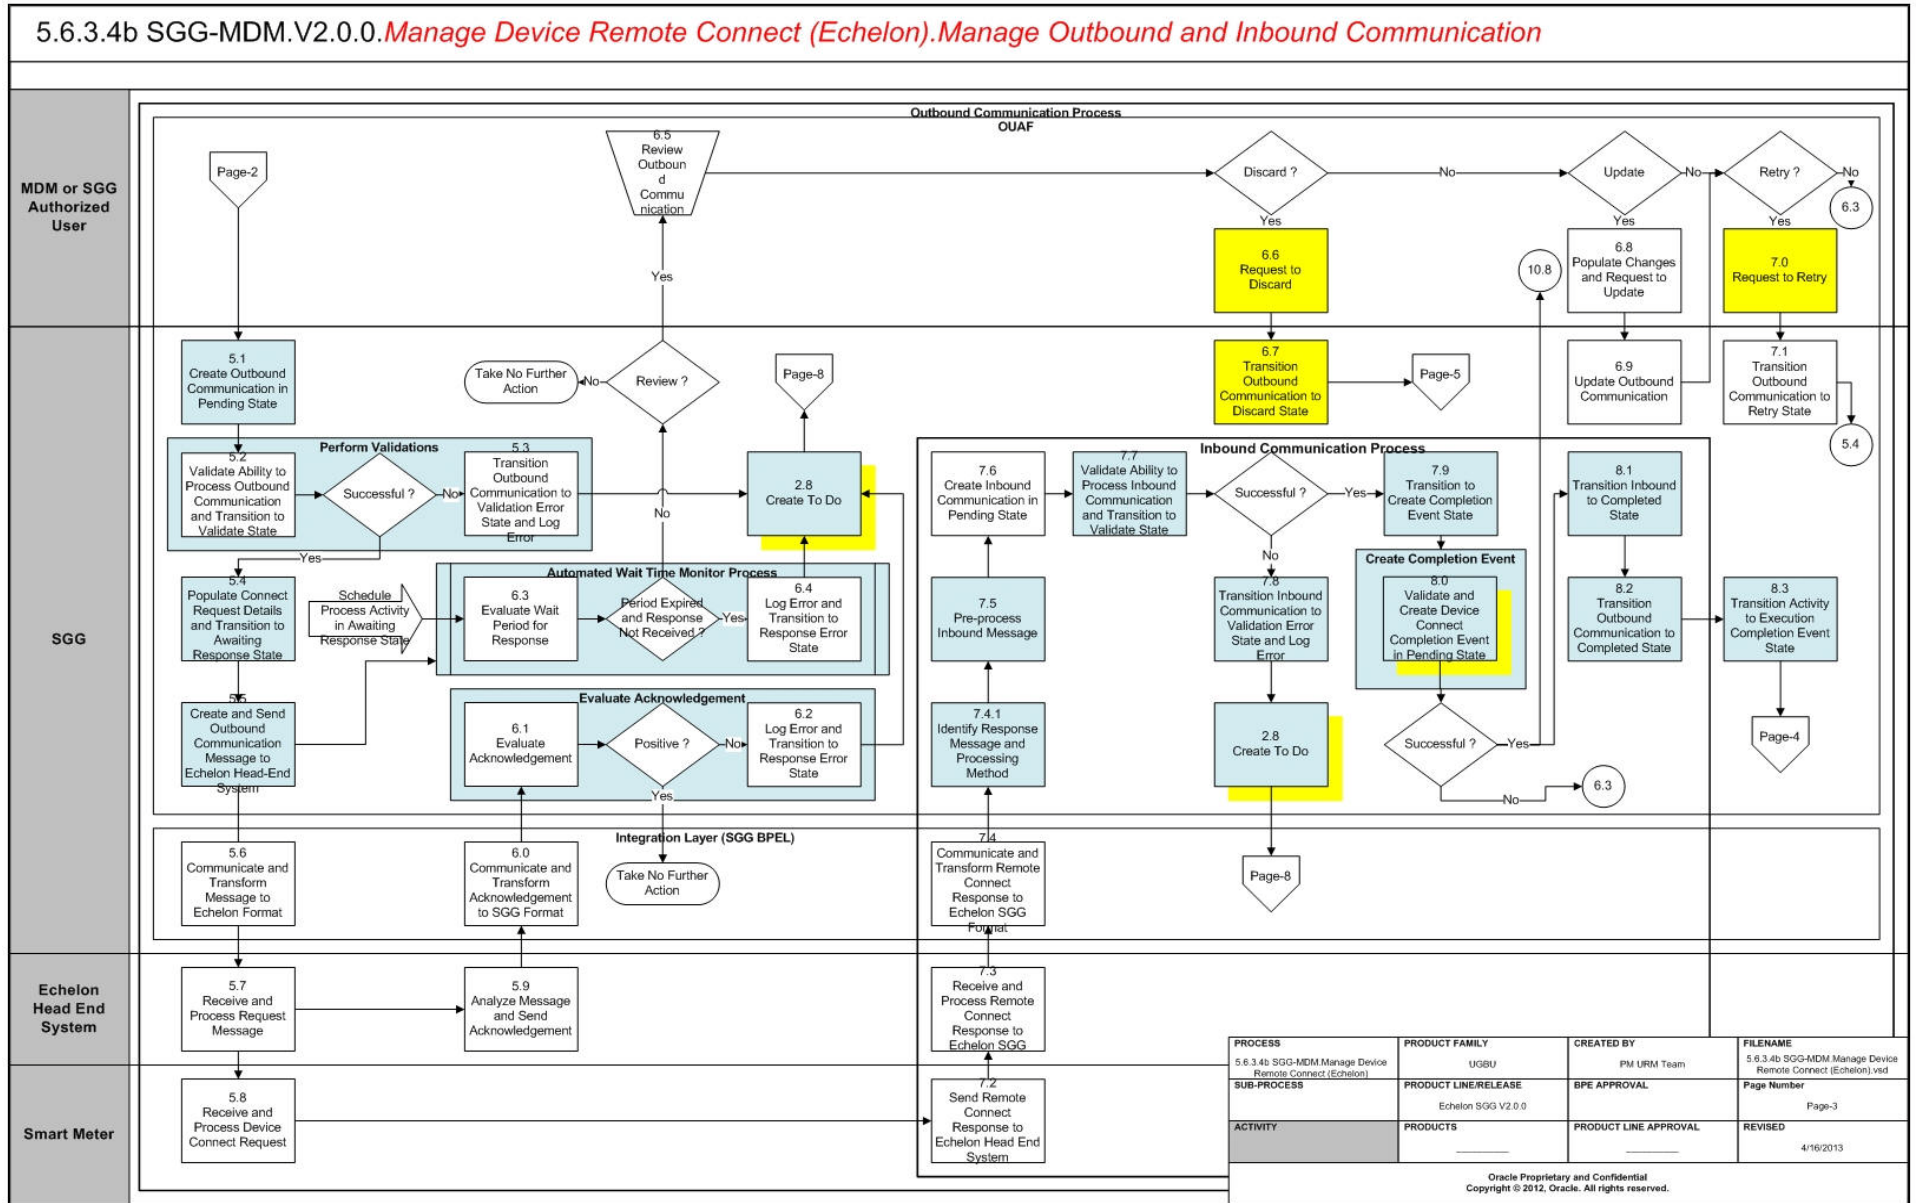 5.6.3.4b SGG-MDM.V2.0.0.Manage Device Remote Connect (Echelon).Manage Outbound and Inbound Communication
Outbound Communication Process
OUAF
MDM or SGG
Authorized
User
Page-2
6.5
Review
Outboun
d
Commu
nication
Discard ?
No
Update
No
Retry ?
No
6.3
Yes
Yes
Yes
Yes
6.6
Request to
Discard
10.8
6.8
Populate Changes
and Request to
Update
7.0
Request to Retry
SGG
5.1
Create Outbound
Communication in
Pending State
Take No Further
Action
No
Review ?
Page-8
6.7
Transition
Outbound
Communication to
Discard State
Page-5
6.9
Update Outbound
Communication
7.1
Transition
Outbound
Communication to
Retry State
5.4
Perform Validations
5.2
Validate Ability to
Process Outbound
Communication
and Transition to
Validate State
Successful ?
No
5.3
Transition
Outbound
Communication to
Validation Error
State and Log
Error
Yes
No
2.8
Create To Do
Inbound Communication Process
7.6
Create Inbound
Communication in
Pending State
7.7
Validate Ability to
Process Inbound
Communication
and Transition to
Validate State
Successful ?
Yes
No
7.9
Transition to
Create Completion
Event State
8.1
Transition Inbound
to Completed
State
5.4
Populate Connect
Request Details
and Transition to
Awaiting
Response State
Schedule
Process Activity
in Awaiting
Response State
Automated Wait Time Monitor Process
6.3
Evaluate Wait
Period for
Response
Period Expired
and Response
Not Received ?
Yes
6.4
Log Error and
Transition to
Response Error
State
7.5
Pre-process
Inbound Message
7.8
Transition Inbound
Communication to
Validation Error
State and Log
Error
Create Completion Event
8.0
Validate and
Create Device
Connect
Completion Event
in Pending State
8.2
Transition
Outbound
Communication to
Completed State
8.3
Transition Activity
to Execution
Completion Event
State
5.5
Create and Send
Outbound
Communication
Message to
Echelon Head-End
System
Evaluate Acknowledgement
6.1
Evaluate
Acknowledgement
Positive ?
No
Yes
6.2
Log Error and
Transition to
Response Error
State
7.4.1
Identify Response
Message and
Processing
Method
2.8
Create To Do
Successful ?
Yes
No
6.3
Page-4
Integration Layer (SGG BPEL)
5.6
Communicate and
Transform
Message to
Echelon Format
6.0
Communicate and
Transform
Acknowledgement
to SGG Format
Take No Further
Action
7.4
Communicate and
Transform Remote
Connect
Response to
Echelon SGG
Format
Page-8
Echelon
Head End
System
5.7
Receive and
Process Request
Message
5.9
Analyze Message
and Send
Acknowledgement
7.3
Receive and
Process Remote
Connect
Response to
Echelon SGG
Smart Meter
5.8
Receive and
Process Device
Connect Request
7.2
Send Remote
Connect
Response to
Echelon Head End
System
PROCESS
5.6.3.4b SGG-MDM.Manage Device
Remote Connect (Echelon)
PRODUCT FAMILY
UGBU
CREATED BY
PM URM Team
FILENAME
5.6.3.4b SGG-MDM.Manage Device
Remote Connect (Echelon).vsd
SUB-PROCESS
PRODUCT LINE/RELEASE
Echelon SGG V2.0.0
BPE APPROVAL
Page Number
Page-3
ACTIVITY
PRODUCTS
PRODUCT LINE APPROVAL
REVISED
4/16/2013
Oracle Proprietary and Confidential
Copyright © 2012, Oracle. All rights reserved.